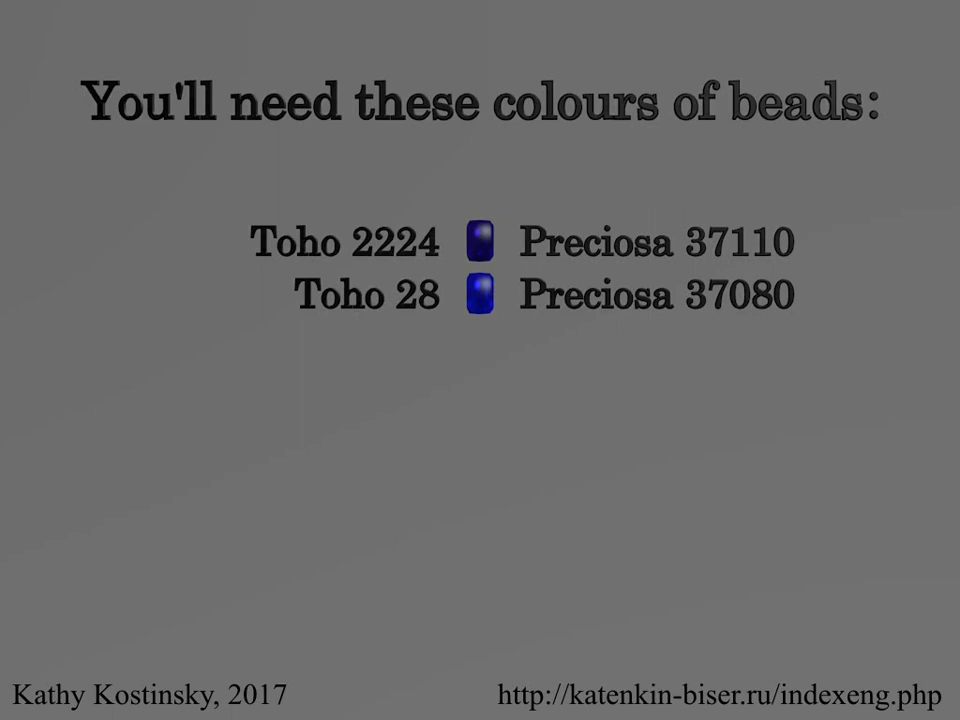 You'll need these colours of beads:
Toho 2224 Preciosa 37110
Toho 28 Preciosa 37080
Kathy Kostinsky, 2017 http://katenkin-biser.ru/indexeng.php